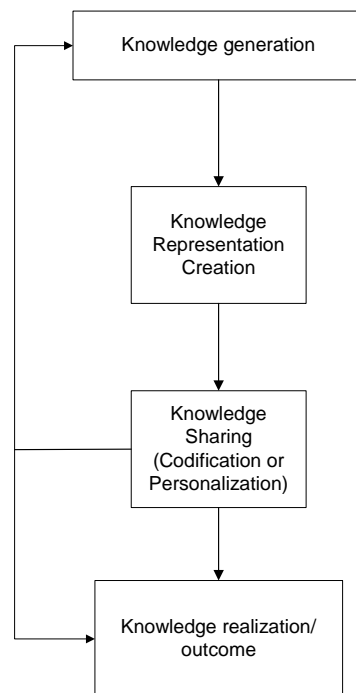 Knowledge generation
Knowledge
Representation
Creation
Knowledge
Sharing
(Codification or
Personalization)
Knowledge realization/
outcome